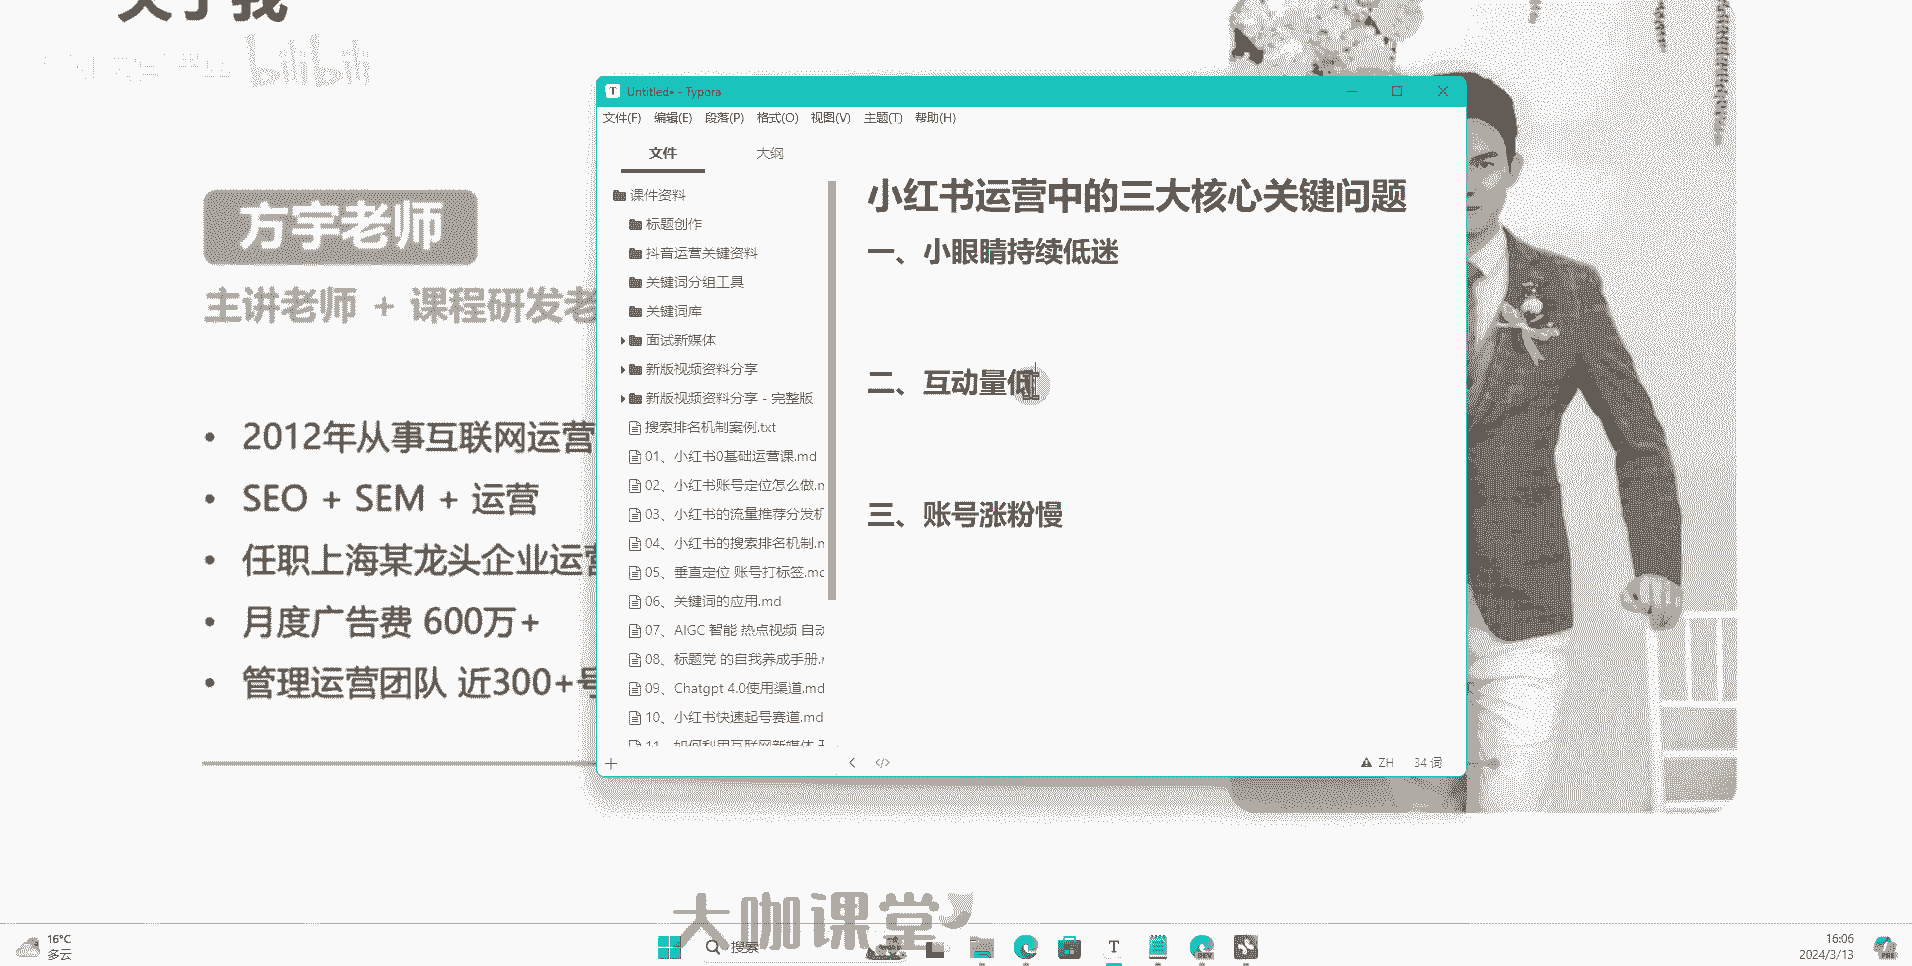 关于我
bilibili
方宇老师
主讲老师 + 课程研发老
2012年从事互联网运营
SEO + SEM + 运营
任职上海某龙头企业运营
月度广告费 600万+
管理运营团队 近300+号
Untitled• - Typora
文件(F) 编辑(E) 段落(P) 格式(O) 视图(V) 主题(T) 帮助(H)
文件 大纲
课件资料
标题创作
抖音运营关键资料
关键词分组工具
关键词库
面试新媒体
新版视频资料分享
新版视频资料分享 - 完整版
搜索排名机制案例.txt
01、小红书0基础运营课.md
02、小红书账号定位怎么做.m
03、小红书的流量推荐分发机
04、小红书的搜索排名机制.m
05、垂直定位 账号打标签.md
06、关键词的应用.md
07、AIGC 智能 热点视频 自动
08、标题党 的自我养成手册.m
09、Chatgpt 4.0使用渠道.md
10、小红书快速起号赛道.md
11、如何利用互联网新媒体
小红书运营中的三大核心关键问题
一、小眼睛持续低迷
二、互动量低
三、账号涨粉慢
ZH 34 词
大咖课堂
16°C
多云
搜索
T
DEV
16:06
2024/3/13
PRE